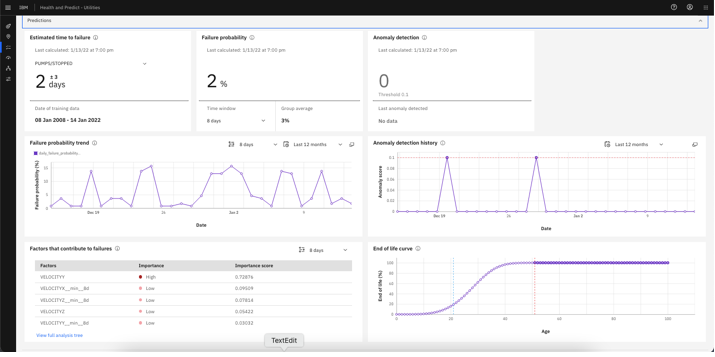 IBM Health and Predict - Utilities
Predictions
Estimated time to failure
Last calculated: 1/13/22 at 7:00 pm
PUMPS/STOPPED
2 ± 3 days
Date of training data
08 Jan 2008 - 14 Jan 2022
Failure probability
Last calculated: 1/13/22 at 7:00 pm
2 %
Time window
8 days
Group average
3%
Anomaly detection
Last calculated: 1/13/22 at 7:00 pm
0
Threshold 0.1
Last anomaly detected
No data
Failure probability trend
8 days
Last 12 months
daily_failure_probability
Failure probability (%)
15
10
5
0
Dec 19
26
Jan 2
9
Date
Anomaly detection history
Last 12 months
Anomaly score
0.1
0.08
0.06
0.04
0.02
0
Dec 19
26
Jan 2
9
Date
Factors that contribute to failures
8 days
Factors Importance Importance score
VELOCITYY High 0.72876
VELOCITYX__min__8d Low 0.09509
VELOCITYZ__min__8d Low 0.07814
VELOCITYZ Low 0.05422
VELOCITYY__min__8d Low 0.03032
View full analysis tree
End of life curve
End of life (%)
100
80
60
40
20
0
0
20
40
60
80
100
Age
TextEdit